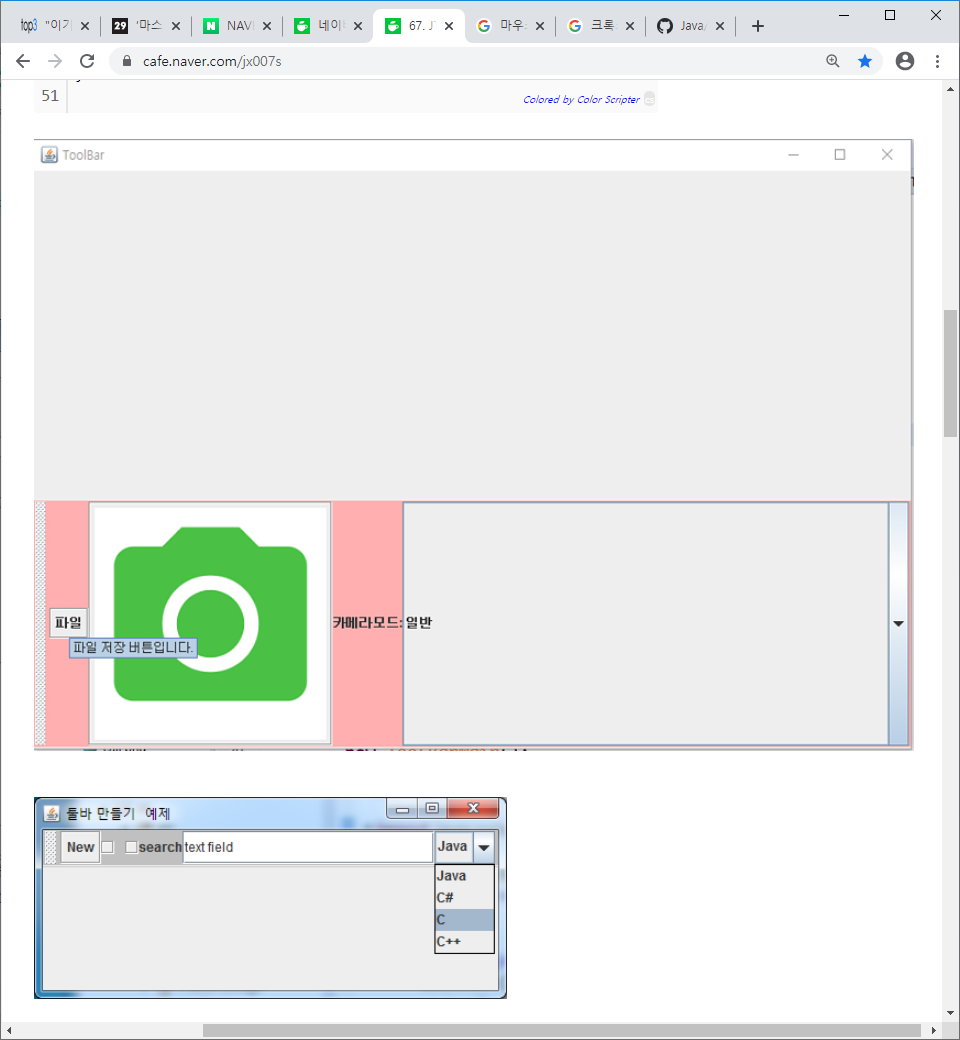 top3 "이기
29 '마스
N NAV
네이
67. J
마우
크록
Java
cafe.naver.com/jx007s
51
Colored by Color Scripter cs
ToolBar
파일
카메라모드: 일반
파일 저장 버튼입니다.
툴바 만들기 예제
New
search
text field
Java
Java
C#
C
C++